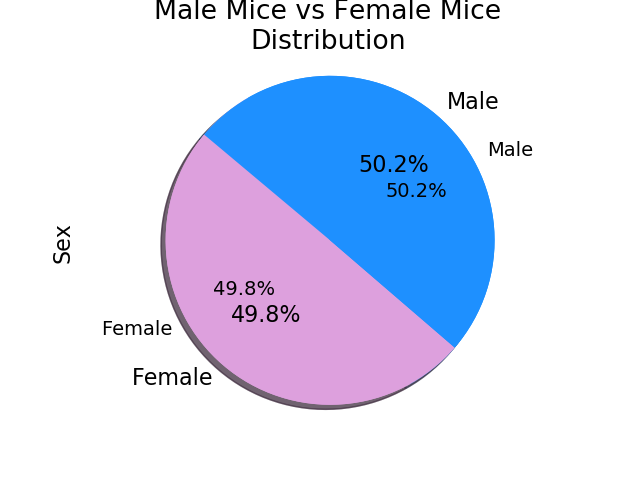 Male Mice vs Female Mice
Distribution
Male
Male
50.2%
50.2%
Sex
49.8%
49.8%
Female
Female